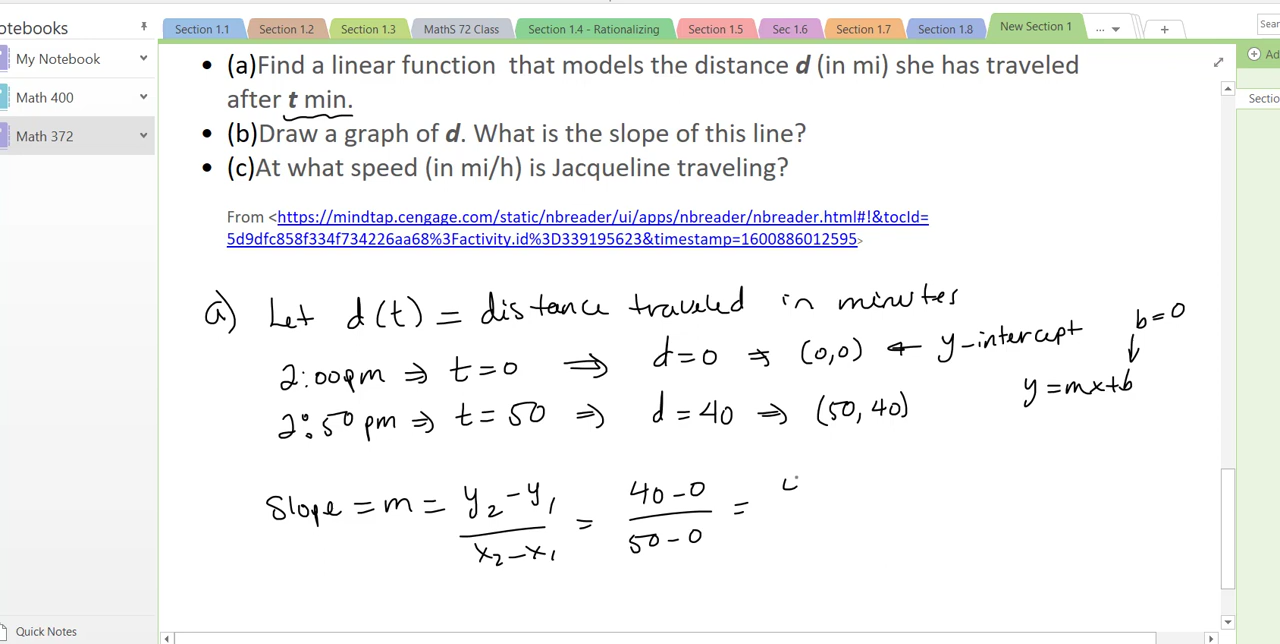 otebooks
Section 1.1 Section 1.2 Section 1.3 MathS 72 Class Section 1.4 - Rationalizing Section 1.5 Sec 1.6 Section 1.7 Section 1.8 New Section 1 ... +
Sear
My Notebook
Math 400
Math 372
Quick Notes
• (a)Find a linear function that models the distance d (in mi) she has traveled
after t min.
• (b)Draw a graph of d. What is the slope of this line?
• (c)At what speed (in mi/h) is Jacqueline traveling?
From <https://mindtap.cengage.com/static/nbreader/ui/apps/nbreader/nbreader.html#!&tocId=
5d9dfc858f334f734226aa68%3Factivity.id%3D339195623&timestamp=1600886012595>
a) Let d(t) = distance traveled in minutes
2:00pm ⇒ t=0 ⇒ d=0 ⇒ (0,0) ← y-intercept
b=0
↓
y=mx+b
2:50 pm ⇒ t = 50 ⇒ d = 40 ⇒ (50, 40)
Slope = m = y₂-y₁ / x₂-x₁ = 40-0 / 50-0 =
Ad
Sectio